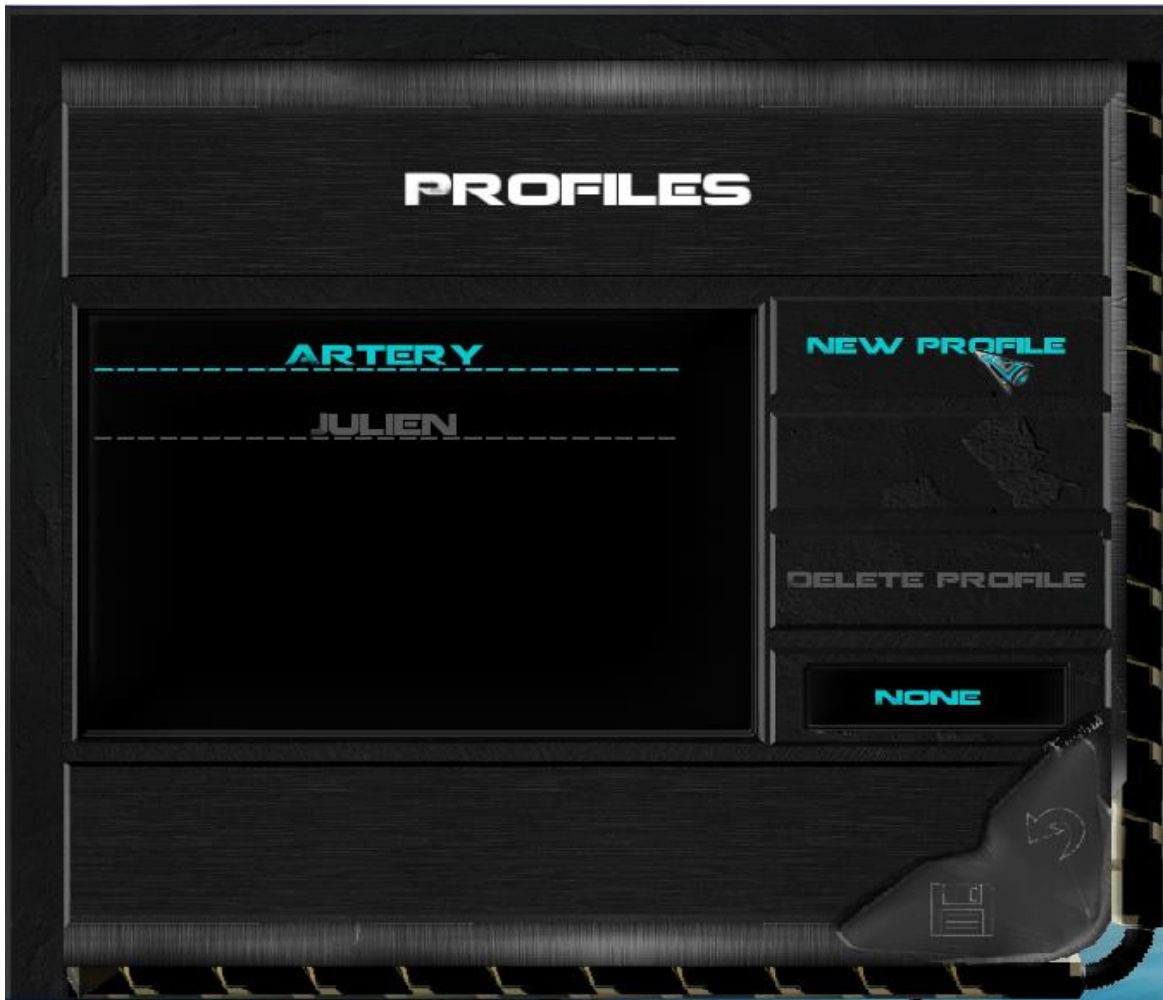 PROFILES
ARTERY
JULIEN
NEW PROFILE
DELETE PROFILE
NONE